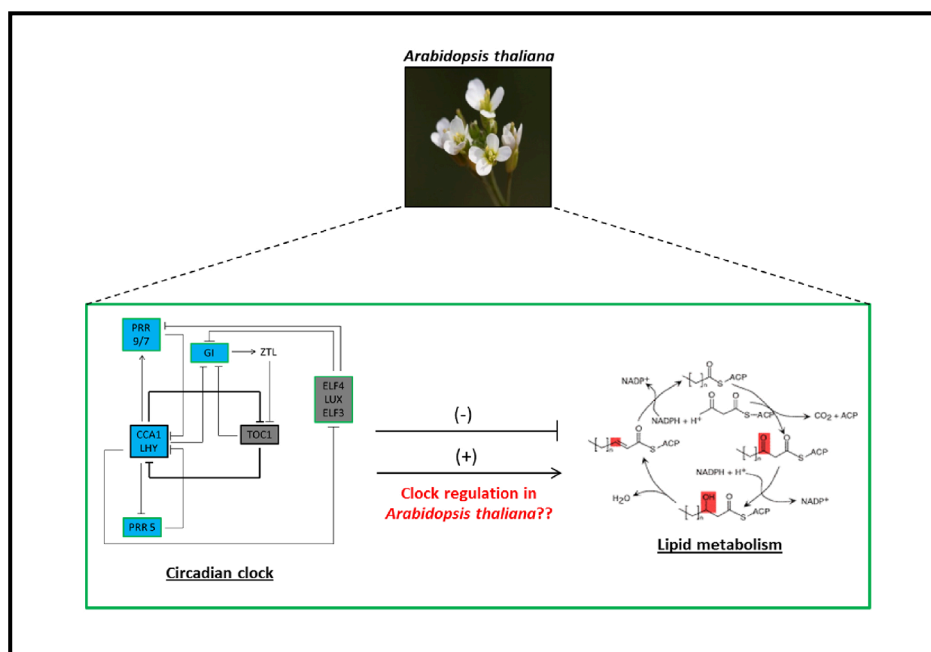 Arabidopsis thaliana
PRR
9/7
GI
ZTL
ELF4
LUX
ELF3
CCA1
LHY
TOC1
PRR 5
Circadian clock
(-)
(+)
Clock regulation in
Arabidopsis thaliana??
NADP+
NADPH + H+
O
n
S
ACP
O
O
S—ACP
CO2 + ACP
O
n
S
ACP
O
O
n
S
ACP
NADPH + H+
NADP+
H2O
OH
O
n
S
ACP
Lipid metabolism